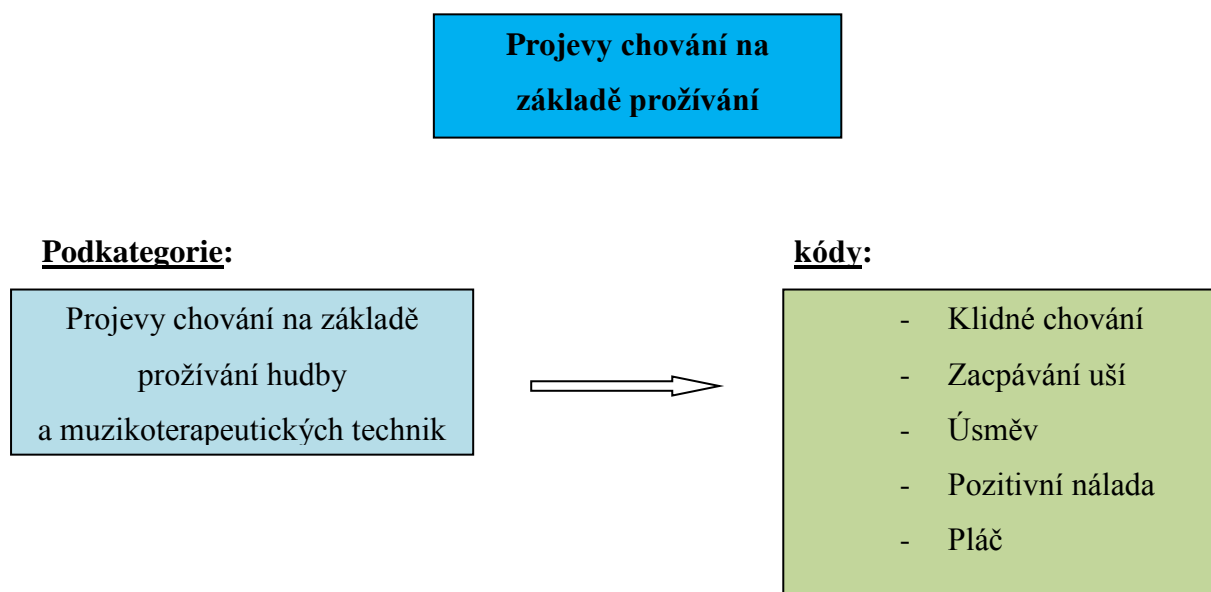 Projevy chování na
základě prožívání
Podkategorie:
kódy:
Projevy chování na základě
prožívání hudby
a muzikoterapeutických technik
- Klidné chování
- Zacpávání uší
- Úsměv
- Pozitivní nálada
- Pláč